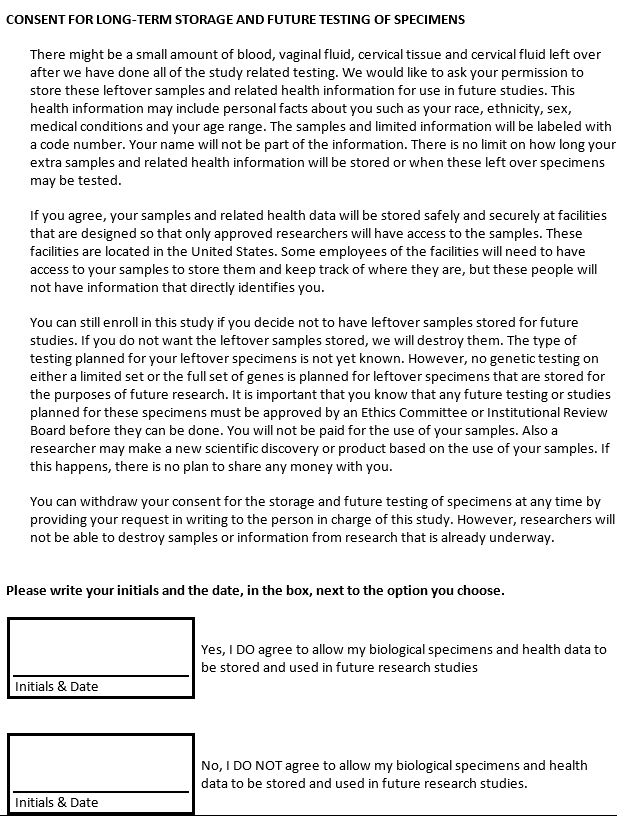 CONSENT FOR LONG-TERM STORAGE AND FUTURE TESTING OF SPECIMENS
There might be a small amount of blood, vaginal fluid, cervical tissue and cervical fluid left over
after we have done all of the study related testing. We would like to ask your permission to
store these leftover samples and related health information for use in future studies. This
health information may include personal facts about you such as your race, ethnicity, sex,
medical conditions and your age range. The samples and limited information will be labeled with
a code number. Your name will not be part of the information. There is no limit on how long your
extra samples and related health information will be stored or when these left over specimens
may be tested.
If you agree, your samples and related health data will be stored safely and securely at facilities
that are designed so that only approved researchers will have access to the samples. These
facilities are located in the United States. Some employees of the facilities will need to have
access to your samples to store them and keep track of where they are, but these people will
not have information that directly identifies you.
You can still enroll in this study if you decide not to have leftover samples stored for future
studies. If you do not want the leftover samples stored, we will destroy them. The type of
testing planned for your leftover specimens is not yet known. However, no genetic testing on
either a limited set or the full set of genes is planned for leftover specimens that are stored for
the purposes of future research. It is important that you know that any future testing or studies
planned for these specimens must be approved by an Ethics Committee or Institutional Review
Board before they can be done. You will not be paid for the use of your samples. Also a
researcher may make a new scientific discovery or product based on the use of your samples. If
this happens, there is no plan to share any money with you.
You can withdraw your consent for the storage and future testing of specimens at any time by
providing your request in writing to the person in charge of this study. However, researchers will
not be able to destroy samples or information from research that is already underway.
Please write your initials and the date, in the box, next to the option you choose.
Yes, I DO agree to allow my biological specimens and health data to
be stored and used in future research studies
Initials & Date
No, I DO NOT agree to allow my biological specimens and health
data to be stored and used in future research studies.
Initials & Date